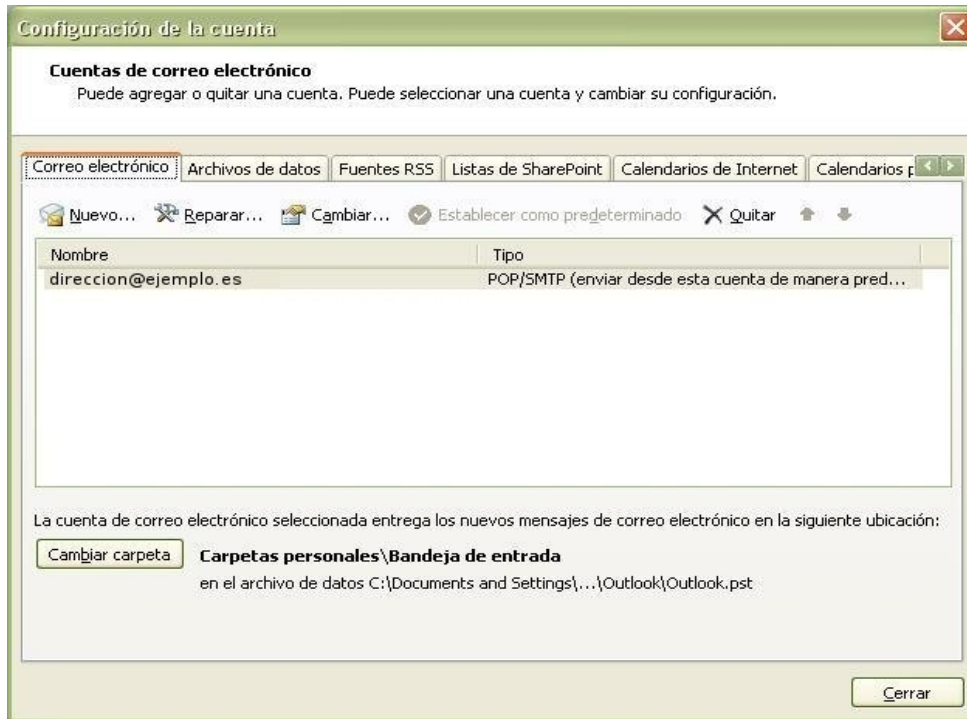 Configuración de la cuenta
Cuentas de correo electrónico
Puede agregar o quitar una cuenta. Puede seleccionar una cuenta y cambiar su configuración.
Correo electrónico Archivos de datos Fuentes RSS Listas de SharePoint Calendarios de Internet Calendarios p
Nuevo... Reparar... Cambiar... Establecer como predeterminado Quitar
Nombre Tipo
direccion@ejemplo.es POP/SMTP (enviar desde esta cuenta de manera pred...
La cuenta de correo electrónico seleccionada entrega los nuevos mensajes de correo electrónico en la siguiente ubicación:
Cambiar carpeta Carpetas personales\Bandeja de entrada
en el archivo de datos C:\Documents and Settings\...\Outlook\Outlook.pst
Cerrar